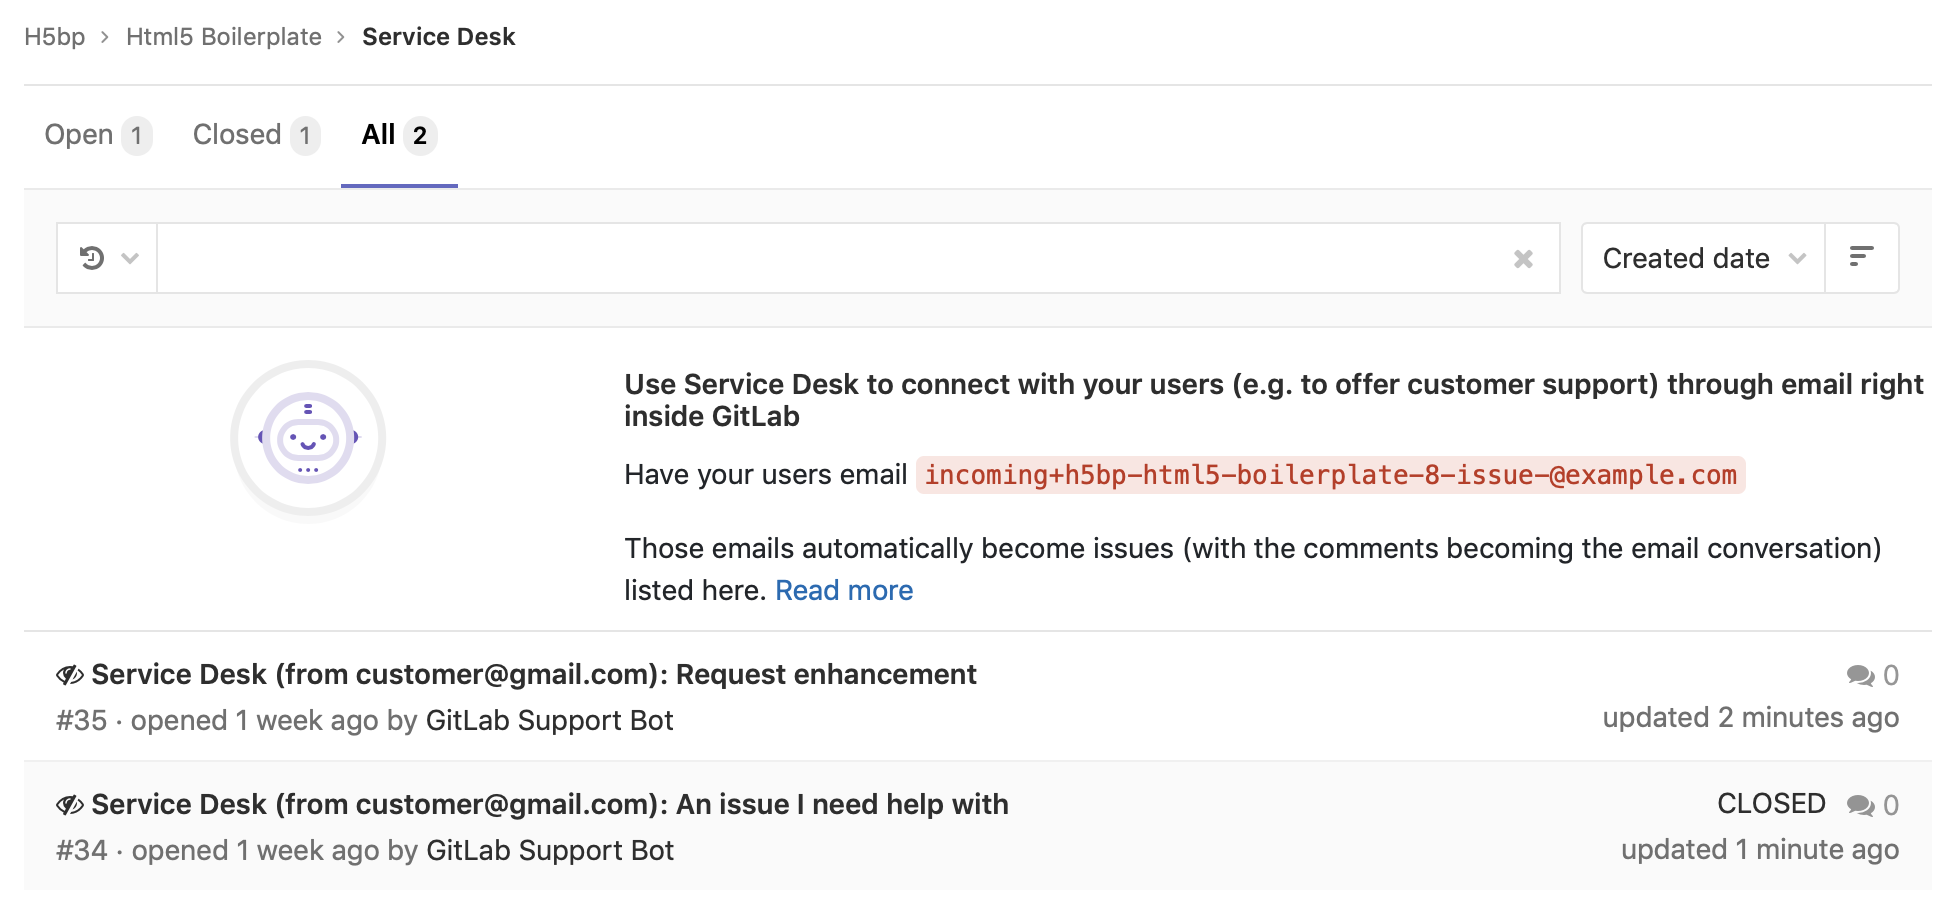 H5bp › Html5 Boilerplate › Service Desk
Open 1 Closed 1 All 2
Created date
Use Service Desk to connect with your users (e.g. to offer customer support) through email right
inside GitLab
Have your users email incoming+h5bp-html5-boilerplate-8-issue-@example.com
Those emails automatically become issues (with the comments becoming the email conversation)
listed here. Read more
Service Desk (from customer@gmail.com): Request enhancement 0
#35 · opened 1 week ago by GitLab Support Bot updated 2 minutes ago
Service Desk (from customer@gmail.com): An issue I need help with CLOSED 0
#34 · opened 1 week ago by GitLab Support Bot updated 1 minute ago